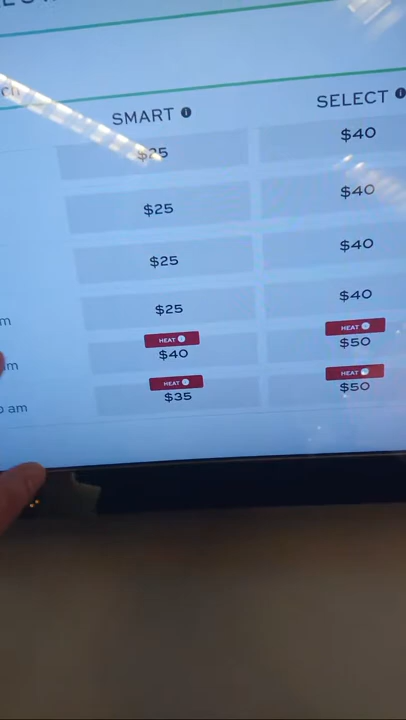 SMART i SELECT i
$25 $40
$25 $40
$25 $40
$25 $40
m
HEAT HEAT
$40 $50
m
HEAT HEAT
$35 $50
am